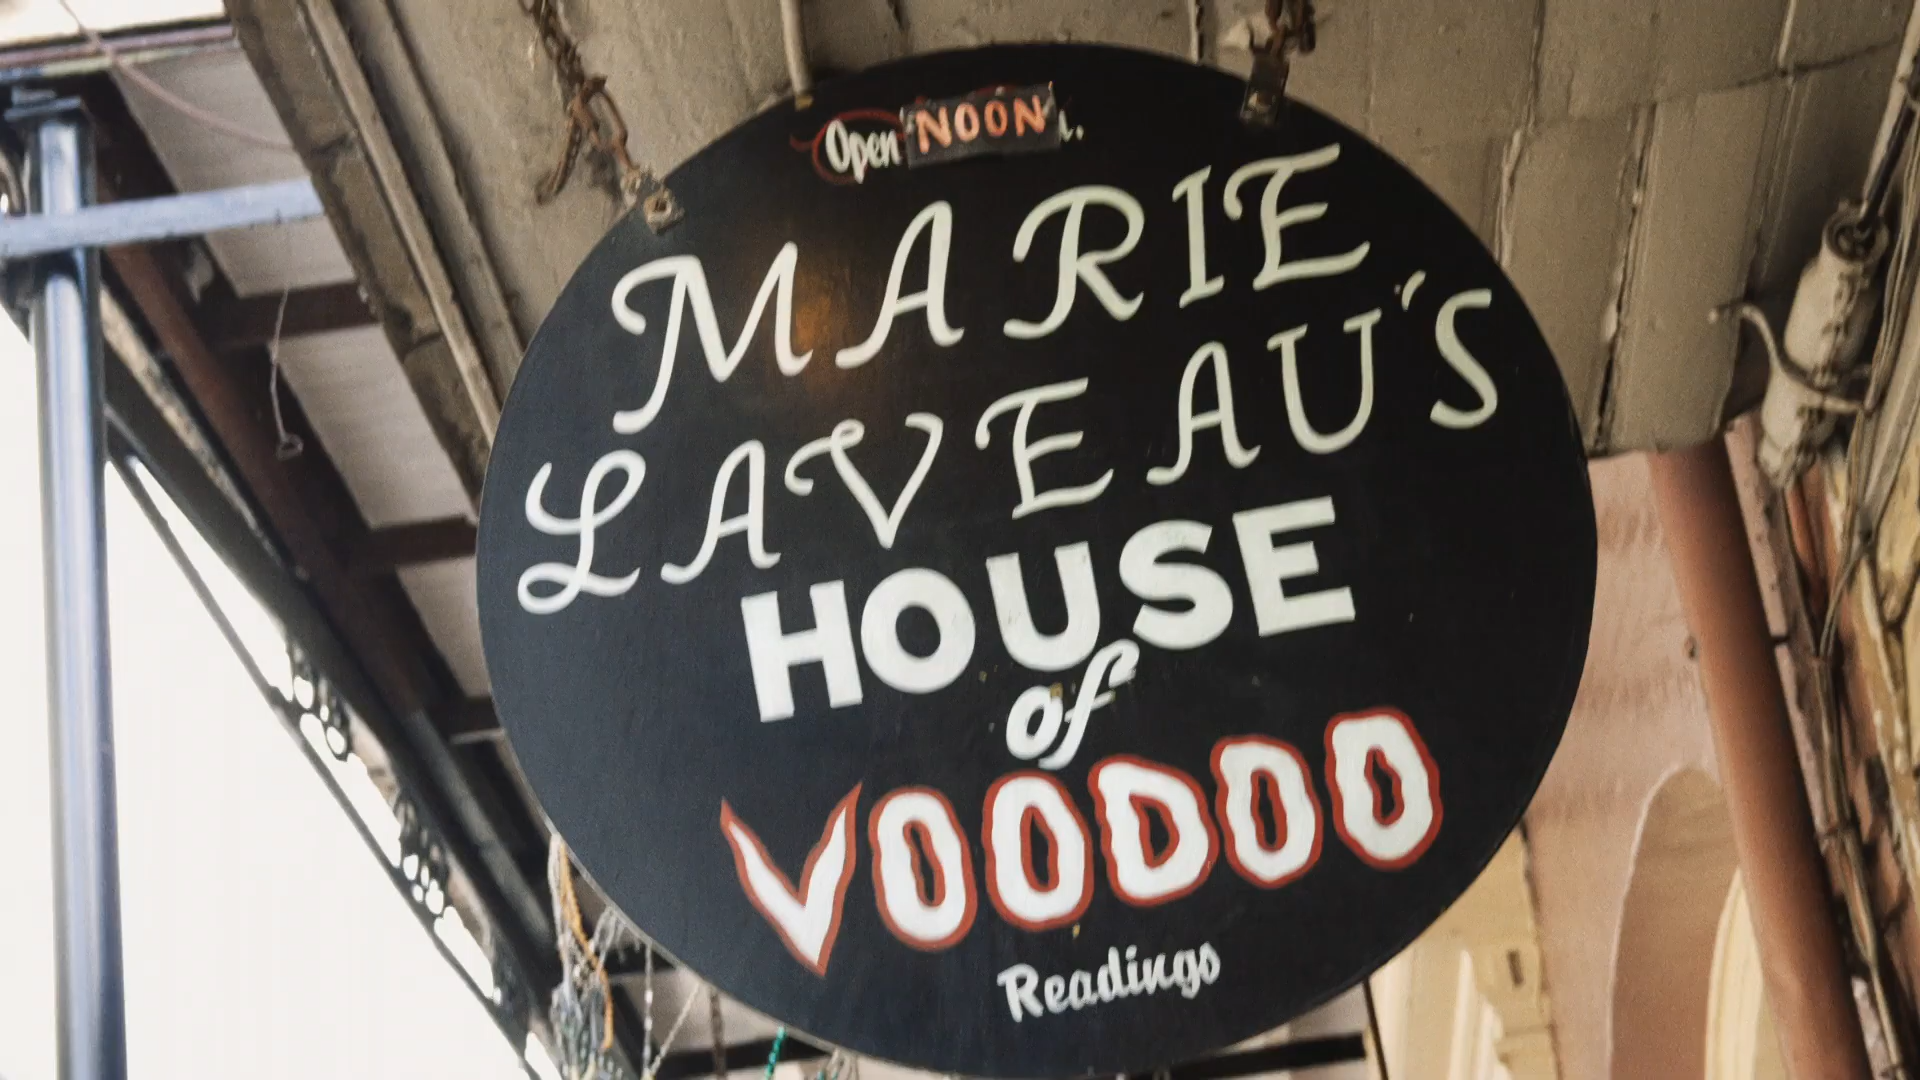 Open NOON
MARIE
LAVEAU'S
HOUSE
of
VOODOO
Readings